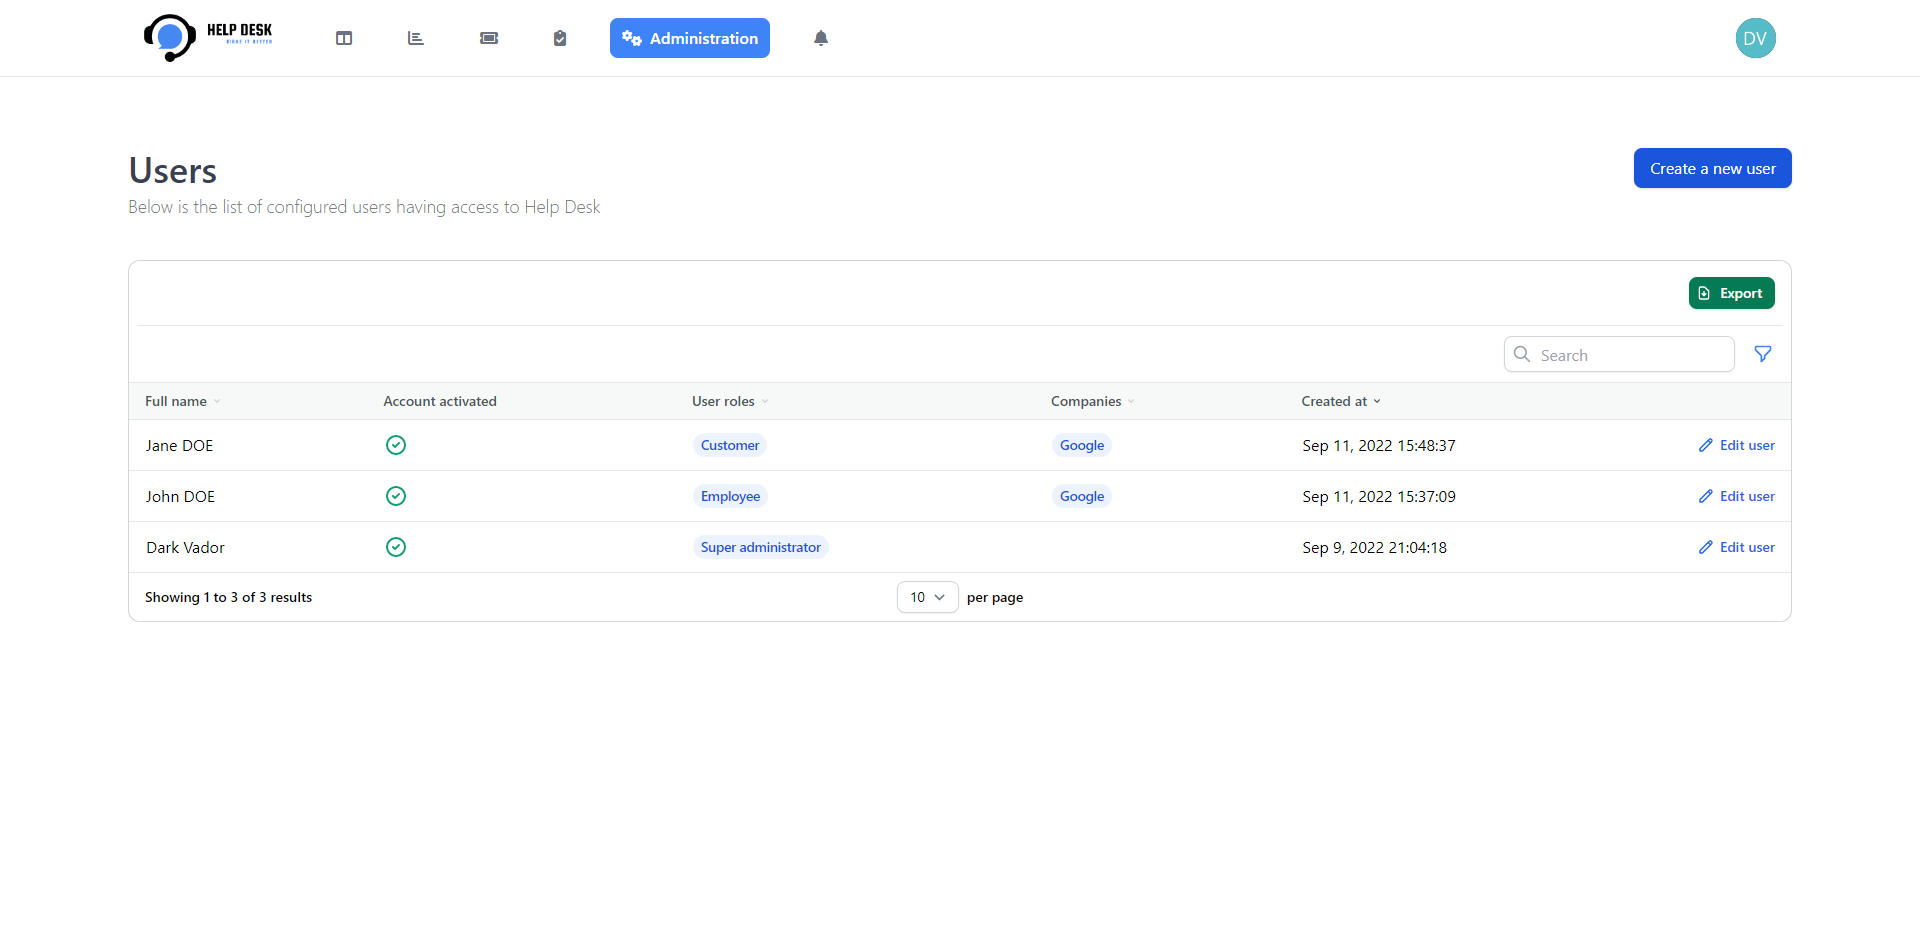 HELP DESK
Administration
DV
Users
Create a new user
Below is the list of configured users having access to Help Desk
Export
Search
Full name Account activated User roles Companies Created at
Jane DOE Customer Google Sep 11, 2022 15:48:37 Edit user
John DOE Employee Google Sep 11, 2022 15:37:09 Edit user
Dark Vador Super administrator Sep 9, 2022 21:04:18 Edit user
Showing 1 to 3 of 3 results 10 per page